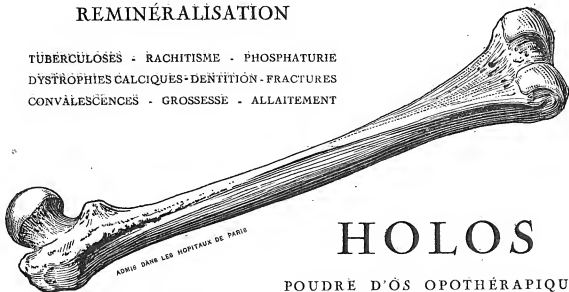 REMINÉRALISATION
TUBERCULOSES - RACHITISME - PHOSPHATURIE
DYSTROPHIES CALCIQUES-DENTITION-FRACTURES
CONVALESCENCES - GROSSESSE - ALLAITEMENT
ADMIS DANS LES HOPITAUX DE PARIS
HOLOS
POUDRE D'OS OPOTHÉRAPIQU